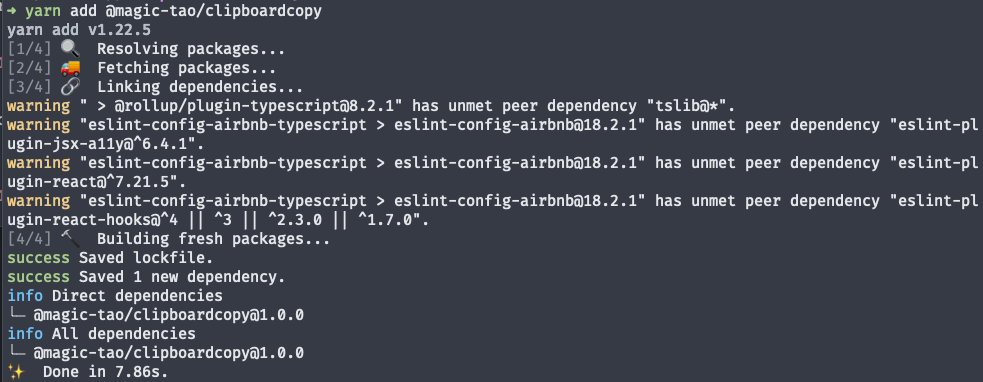 ➜ yarn add @magic-tao/clipboardcopy
yarn add v1.22.5
[1/4] 🔍 Resolving packages...
[2/4] 🚚 Fetching packages...
[3/4] 🔗 Linking dependencies...
warning " > @rollup/plugin-typescript@8.2.1" has unmet peer dependency "tslib@*".
warning "eslint-config-airbnb-typescript > eslint-config-airbnb@18.2.1" has unmet peer dependency "eslint-pl
ugin-jsx-a11y@^6.4.1".
warning "eslint-config-airbnb-typescript > eslint-config-airbnb@18.2.1" has unmet peer dependency "eslint-pl
ugin-react@^7.21.5".
warning "eslint-config-airbnb-typescript > eslint-config-airbnb@18.2.1" has unmet peer dependency "eslint-pl
ugin-react-hooks@^4 || ^3 || ^2.3.0 || ^1.7.0".
[4/4] 🔨 Building fresh packages...
success Saved lockfile.
success Saved 1 new dependency.
info Direct dependencies
└─ @magic-tao/clipboardcopy@1.0.0
info All dependencies
└─ @magic-tao/clipboardcopy@1.0.0
✨ Done in 7.86s.